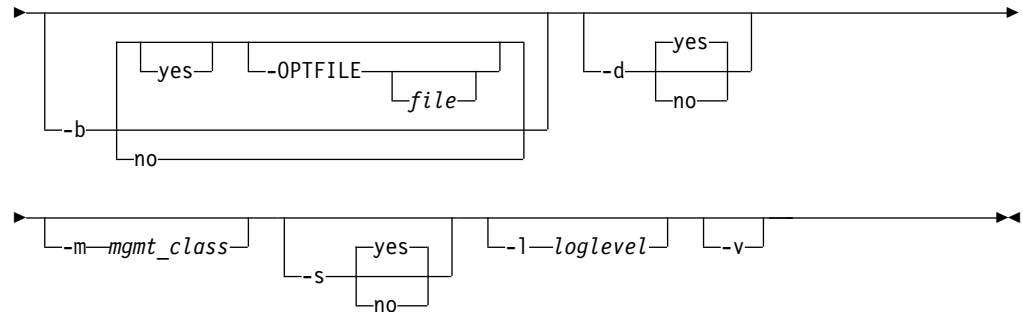 -b
yes
-OPTFILE
file
no
-d
yes
no
-m mgmt_class
-s
yes
no
-l loglevel
-v